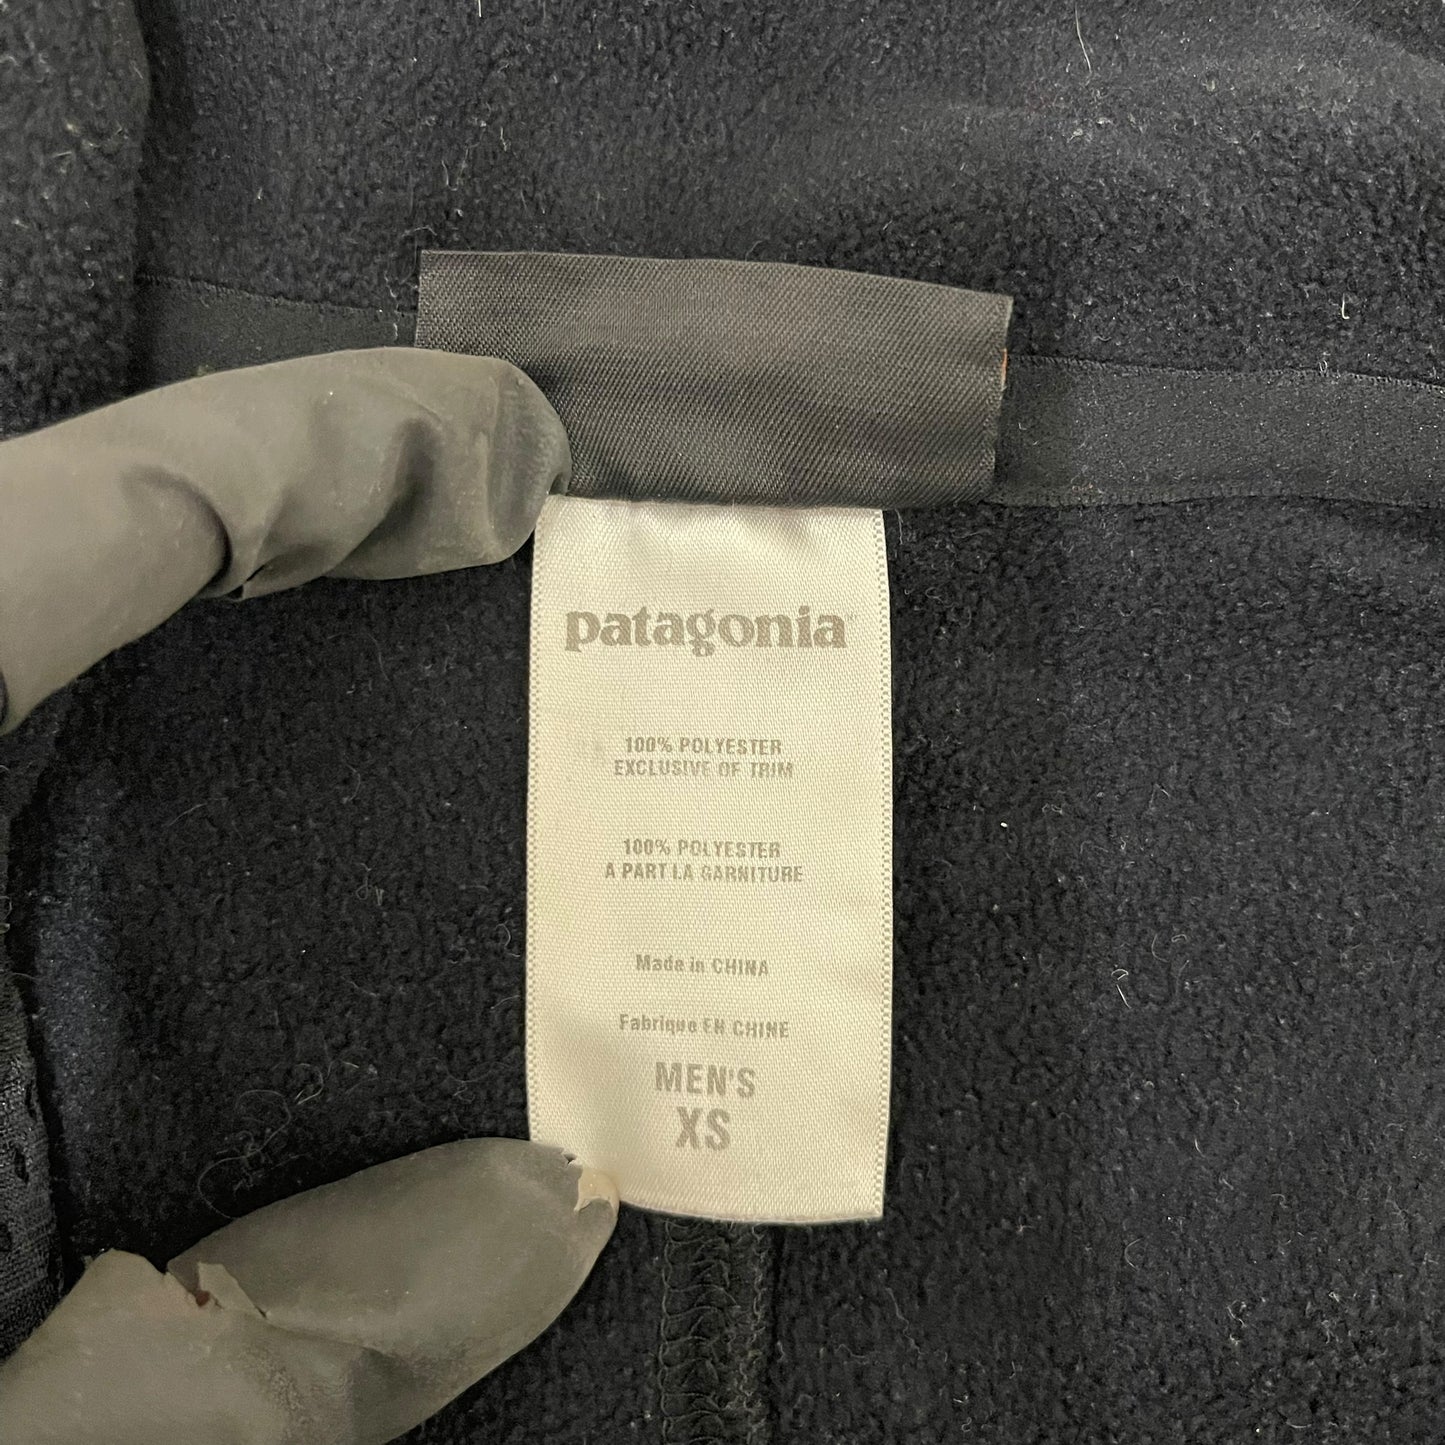 patagonia
100% POLYESTER
EXCLUSIVE OF TRIM
100% POLYESTER
A PART LA GARNITURE
Made in CHINA
Fabrique EN CHINE
MEN'S
XS